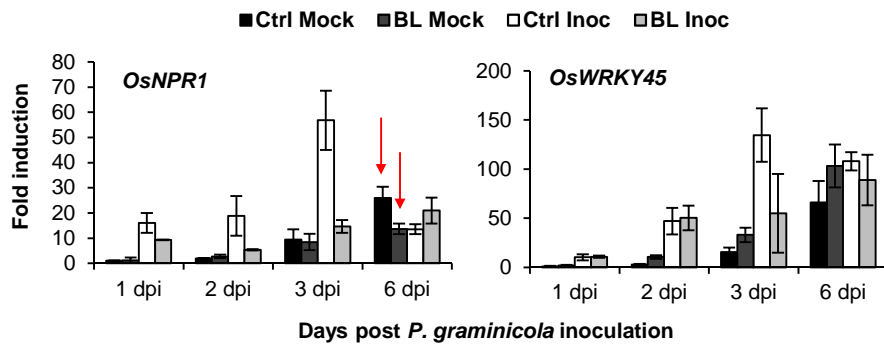 Ctrl Mock BL Mock Ctrl Inoc BL Inoc
Fold induction
OsNPR1
80
70
60
50
40
30
20
10
0
1 dpi 2 dpi 3 dpi 6 dpi
OsWRKY45
200
150
100
50
0
1 dpi 2 dpi 3 dpi 6 dpi
Days post P. graminicola inoculation